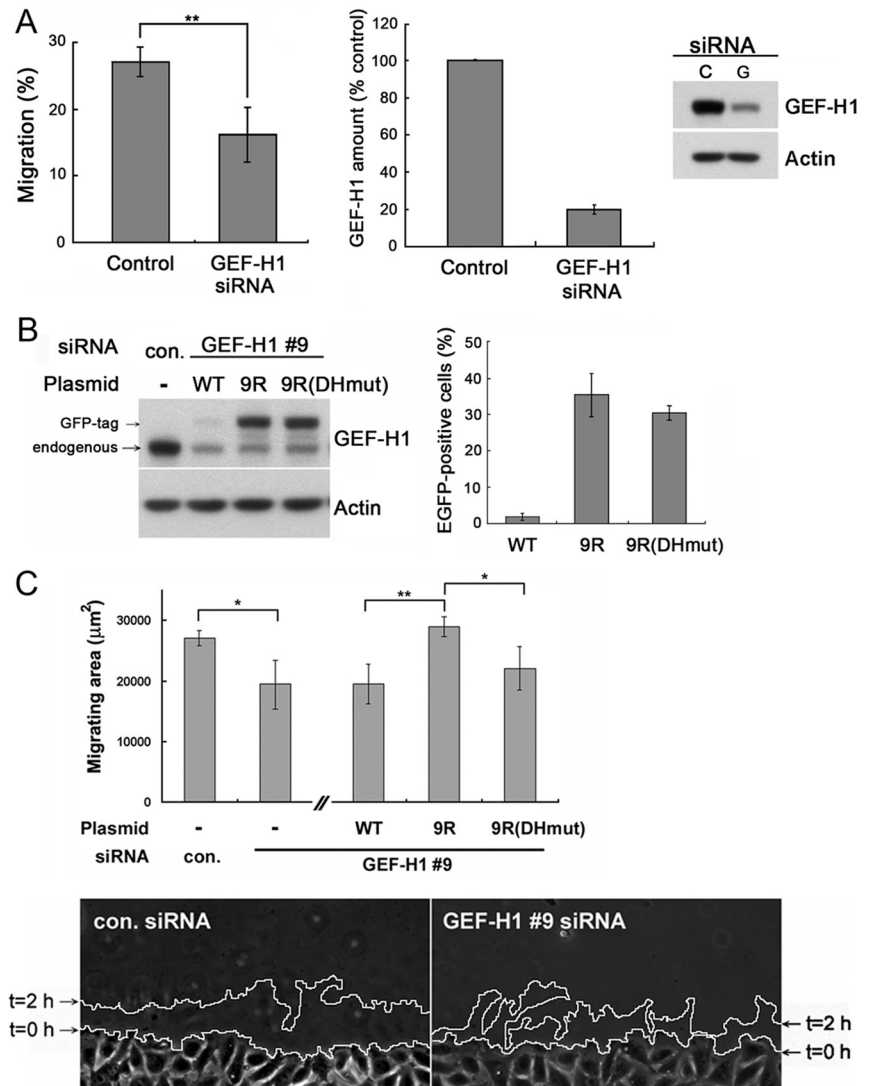 A
**
Migration (%)
30
20
10
0
Control
GEF-H1
siRNA
GEF-H1 amount (% control)
120
100
80
60
40
20
0
Control
GEF-H1
siRNA
siRNA
C G
GEF-H1
Actin
B
siRNA con. GEF-H1 #9
Plasmid - WT 9R 9R(DHmut)
GFP-tag →
endogenous →
GEF-H1
Actin
EGFP-positive cells (%)
50
40
30
20
10
0
WT 9R 9R(DHmut)
C
Migrating area (μm²)
30000
20000
10000
0
* ** *
Plasmid - - WT 9R 9R(DHmut)
siRNA con. GEF-H1 #9
con. siRNA
t=2 h →
t=0 h →
GEF-H1 #9 siRNA
← t=2 h
← t=0 h